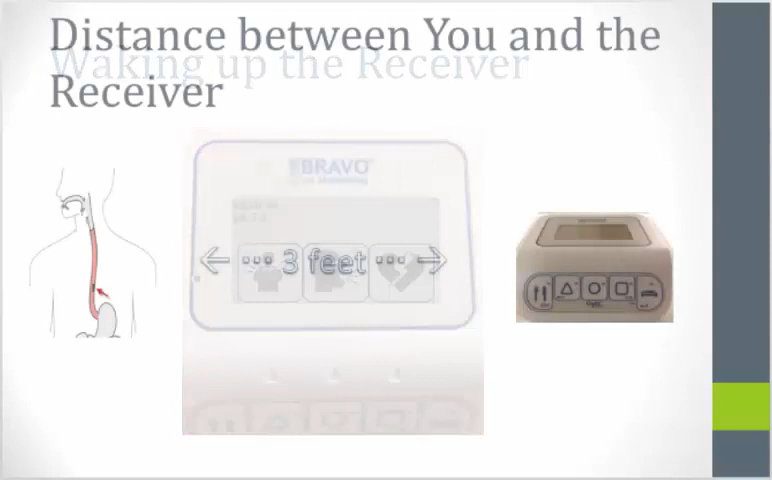 Distance between You and the
Waking up the Receiver
Receiver
BRAVO
3 feet